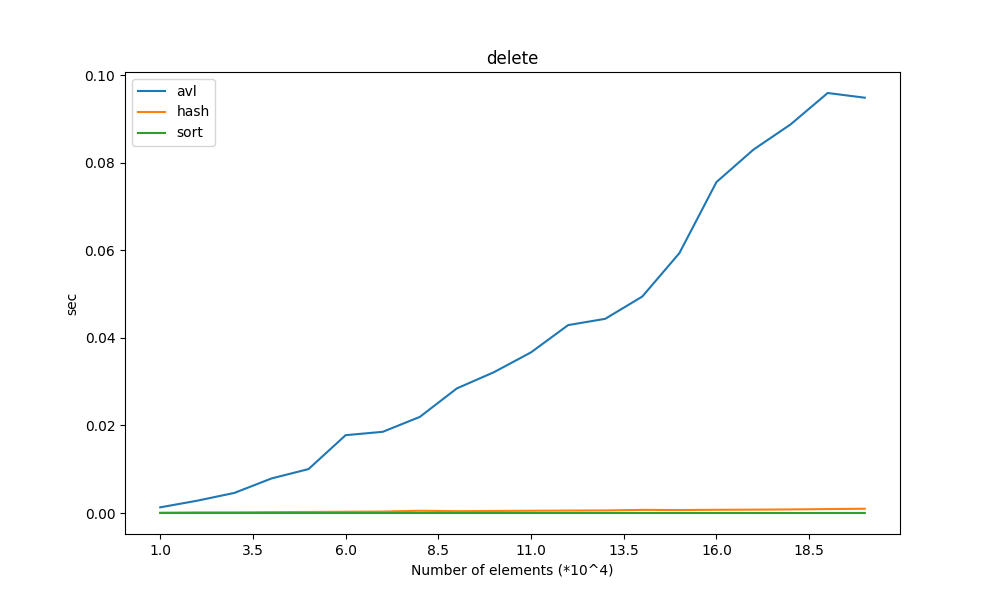 delete
avl
hash
sort
sec
0.10
0.08
0.06
0.04
0.02
0.00
1.0 3.5 6.0 8.5 11.0 13.5 16.0 18.5
Number of elements (*10^4)